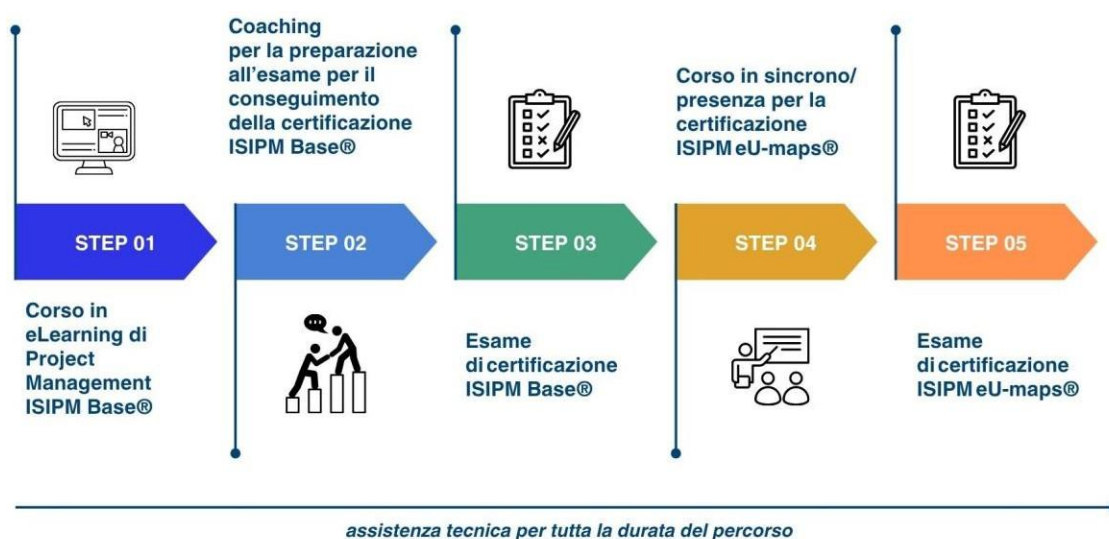 Coaching
per la preparazione
all'esame per il
conseguimento
della certificazione
ISIPM Base®
Corso in sincrono/
presenza per la
certificazione
ISIPM eU-maps®
STEP 01
STEP 02
STEP 03
STEP 04
STEP 05
Corso in
eLearning di
Project
Management
ISIPM Base®
Esame
di certificazione
ISIPM Base®
Esame
di certificazione
ISIPM eU-maps®
assistenza tecnica per tutta la durata del percorso